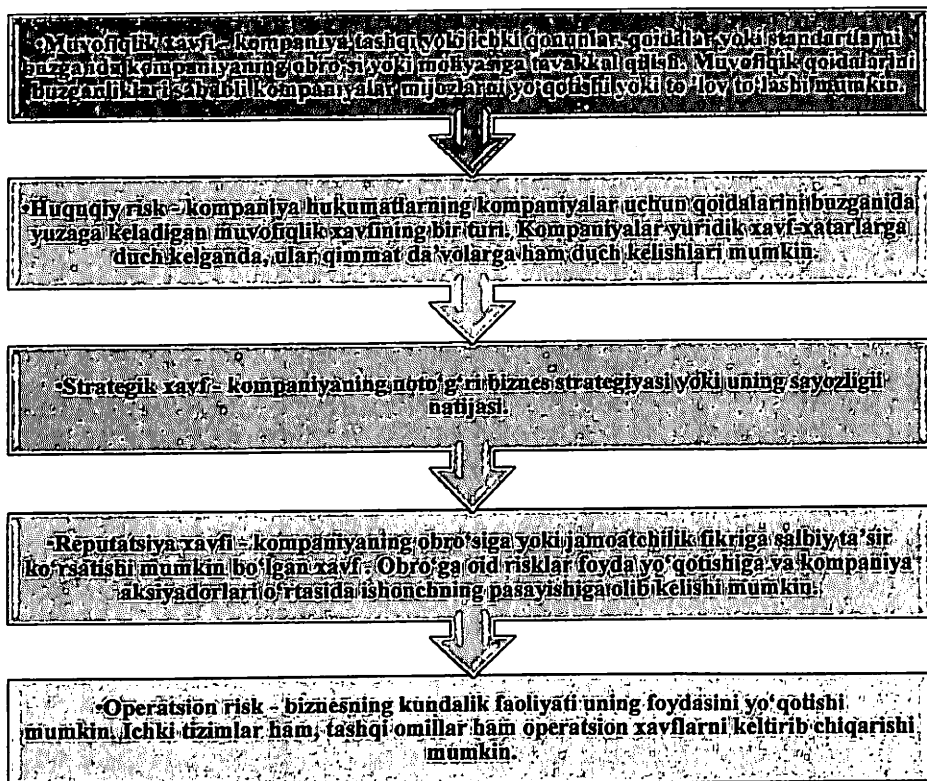 •Muvofiqlik xavfi – kompaniya tashqi yoki ichki qonunlar, qoidalar yoki standartlarni
buzganda kompaniyaning obro'si yoki moliyasiga tavakkal qilish. Muvofiqlik qoidalarini
buzganliklari sababli kompaniyalar mijozlarni yo'qotishi yoki to'lov to'lashi mumkin.
•Huquqiy risk – kompaniya hukumatlarning kompaniyalar uchun qoidalarini buzganida
yuzaga keladigan muvofiqlik xavfining bir turi. Kompaniyalar yuridik xavf-xatarlarga
duch kelganda, ular qimmat da'volarga ham duch kelishlari mumkin.
•Strategik xavf – kompaniyaning noto'g'ri biznes strategiyasi yoki uning sayozligii
natijasi.
•Reputatsiya xavfi – kompaniyaning obro'siga yoki jamoatchilik fikriga salbiy ta'sir
ko'rsatishi mumkin bo'lgan xavf. Obro'ga oid risklar foyda yo'qotishiga va kompaniya
aksiyadorlari o'rtasida ishonchning pasayishiga olib kelishi mumkin.
•Operatsion risk – biznesning kundalik faoliyati uning foydasini yo'qotishi
mumkin. Ichki tizimlar ham, tashqi omillar ham operatsion xavflarni keltirib chiqarishi
mumkin.